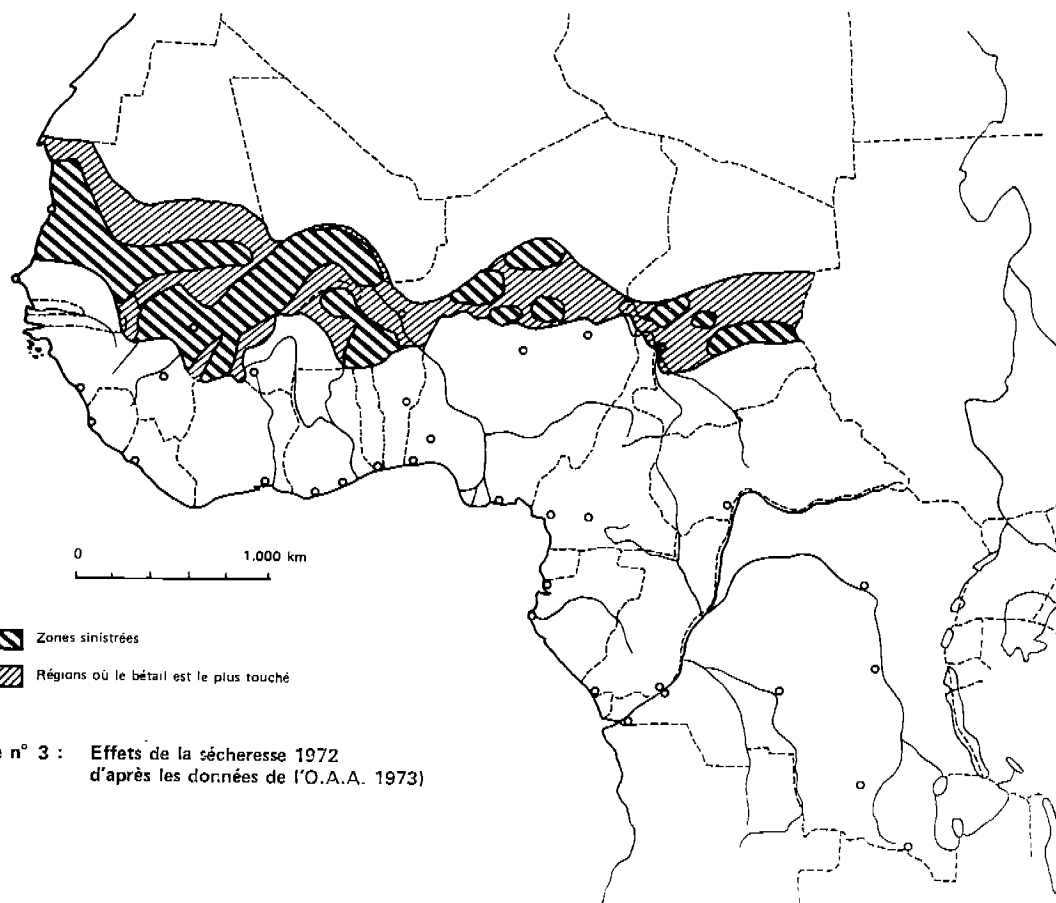 0 1.000 km
Zones sinistrées
Régions où le bétail est le plus touché
n° 3 : Effets de la sécheresse 1972
d'après les données de l'O.A.A. 1973)